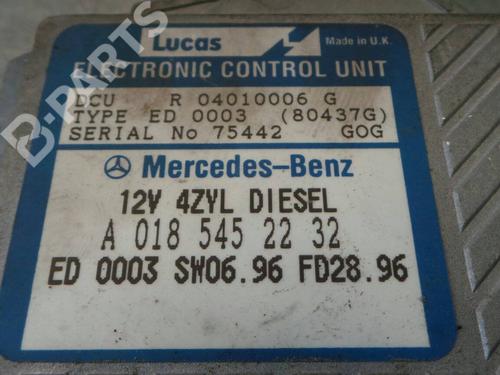 Lucas
Made in U.K.
ELECTRONIC CONTROL UNIT
DCU R 04010006 G
TYPE ED 0003 (80437G)
SERIAL No 75442 GOG
Mercedes-Benz
12V 4ZYL DIESEL
A 018 545 22 32
ED 0003 SW06.96 FD28.96
B-PARTS